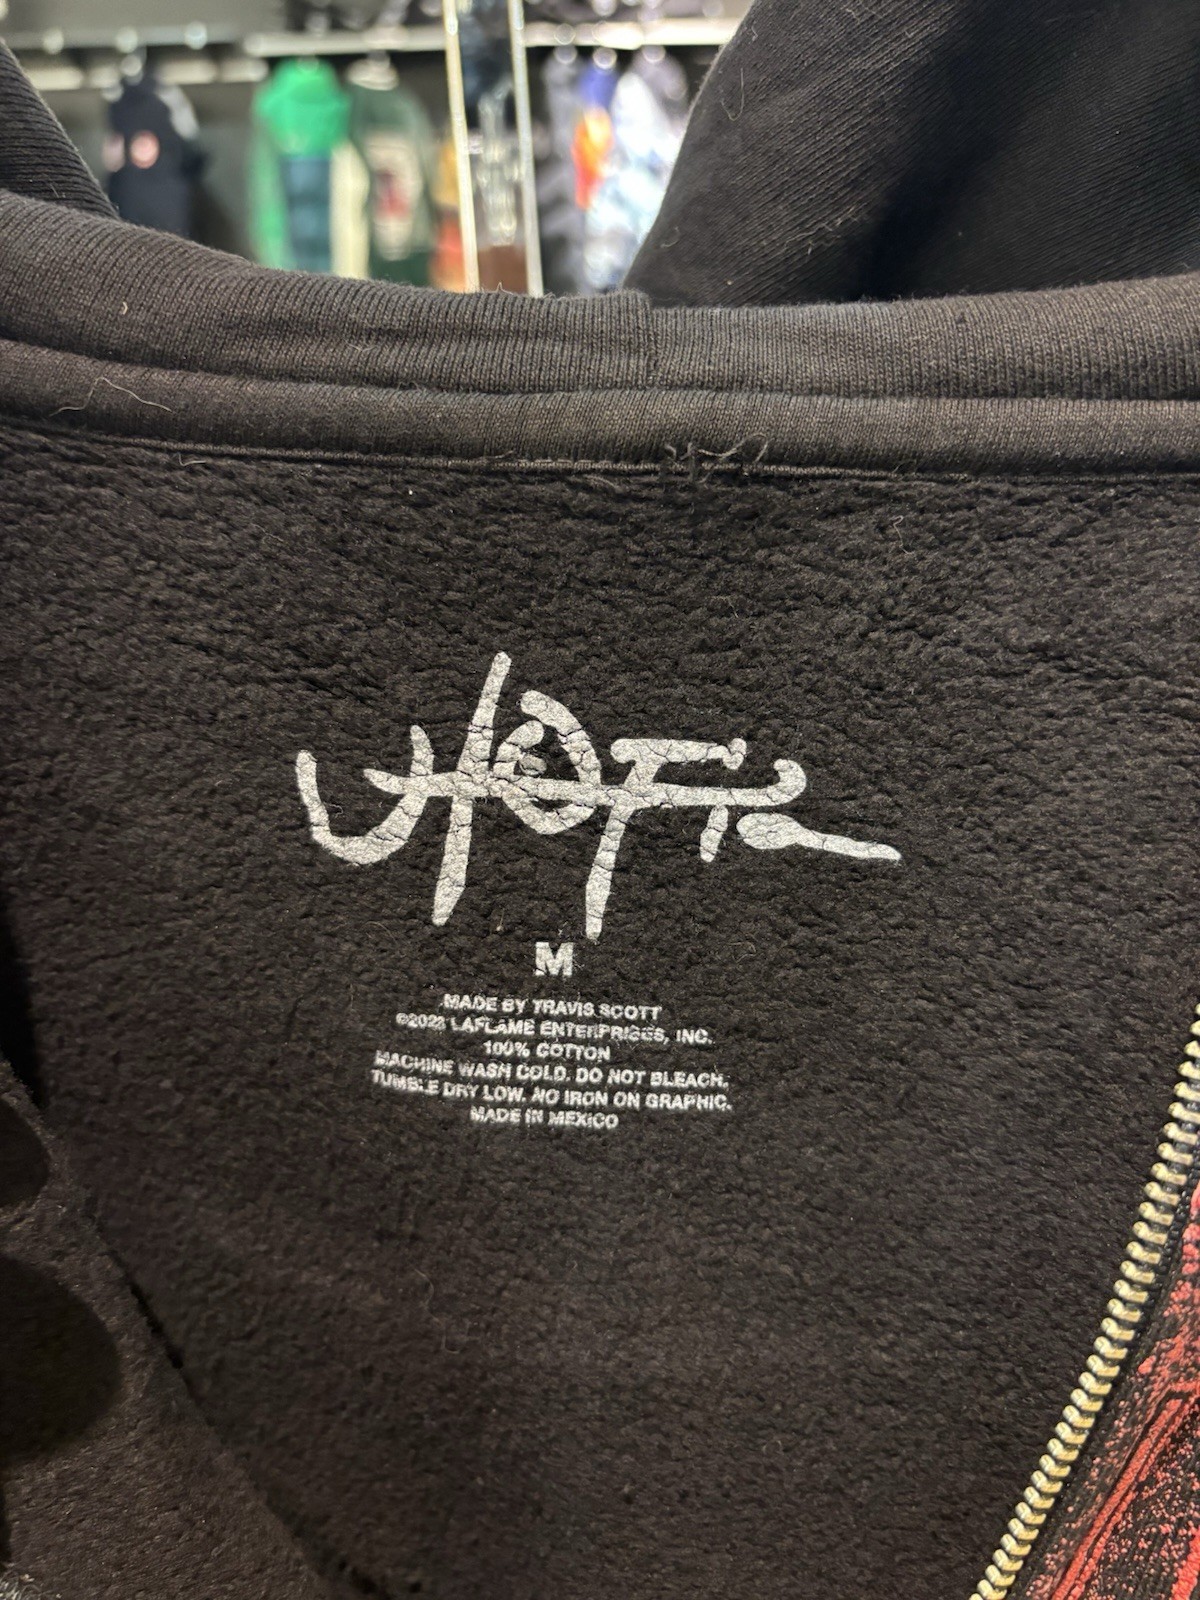 UTOPIA
M
MADE BY TRAVIS SCOTT
©2023 LAFLAME ENTERPRISES, INC.
100% COTTON
MACHINE WASH COLD. DO NOT BLEACH.
TUMBLE DRY LOW. NO IRON ON GRAPHIC.
MADE IN MEXICO